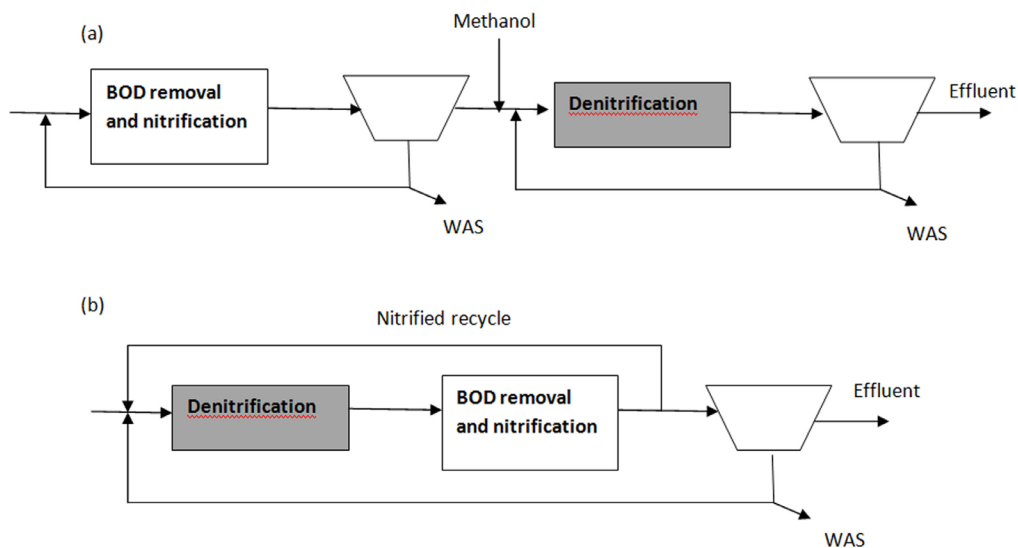 (a)
Methanol
BOD removal
and nitrification
Denitrification
Effluent
WAS
WAS
(b)
Nitrified recycle
Denitrification
BOD removal
and nitrification
Effluent
WAS